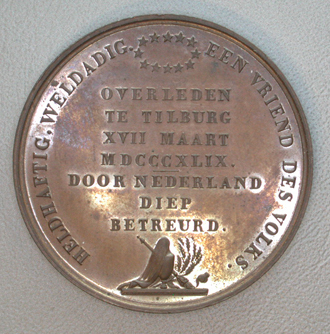 HELDHAFTIG. WELDADIG. EEN VRIEND DES VOLKS.
OVERLEDEN
TE TILBURG
XVII MAART
MDCCCXLIX.
DOOR NEDERLAND
DIEP
BETREURD.